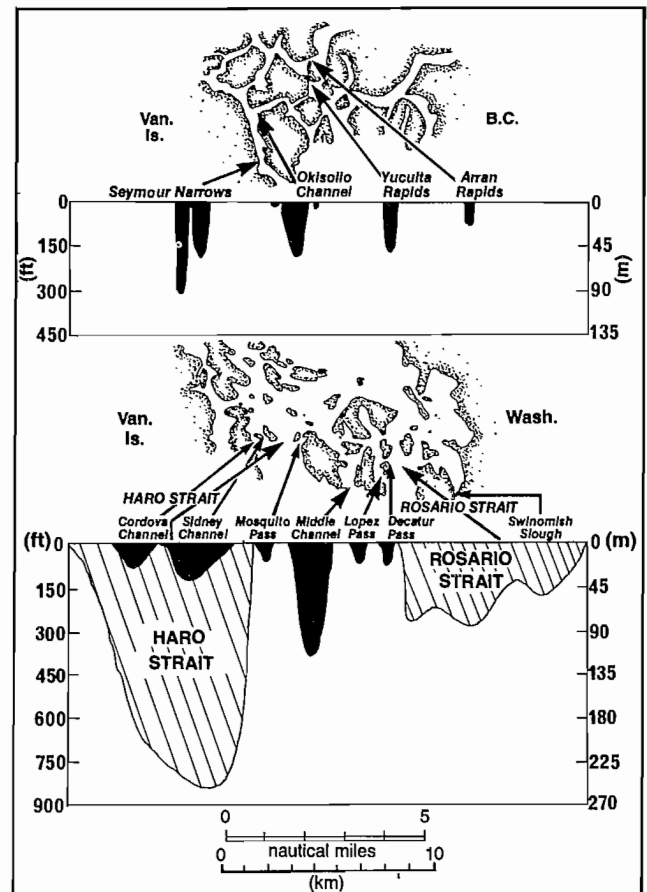 Van. Is.
B.C.
Seymour Narrows
Okisollo Channel
Yuculta Rapids
Arran Rapids
0
150
300
450
(ft)
0
45
90
135
(m)
Van. Is.
Wash.
HARO STRAIT
ROSARIO STRAIT
Cordova Channel
Sidney Channel
Mosquito Pass
Middle Channel
Lopez Pass
Decatur Pass
Swinomish Slough
(ft)
0
150
300
450
600
750
900
HARO STRAIT
ROSARIO STRAIT
0 (m)
45
90
135
180
225
270
0 5
nautical miles
0 10
(km)